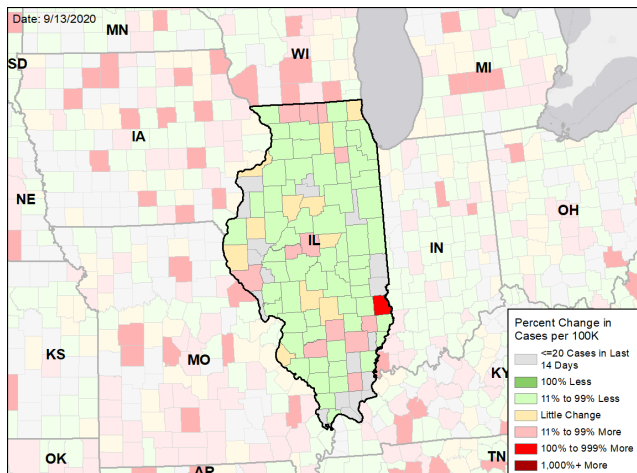 Date: 9/13/2020
MN
WI
SD
MI
IA
NE
OH
IL
IN
KS
MO
KY
OK
AR
TN
Percent Change in
Cases per 100K
<=20 Cases in Last
14 Days
100% Less
11% to 99% Less
Little Change
11% to 99% More
100% to 999% More
1,000%+ More